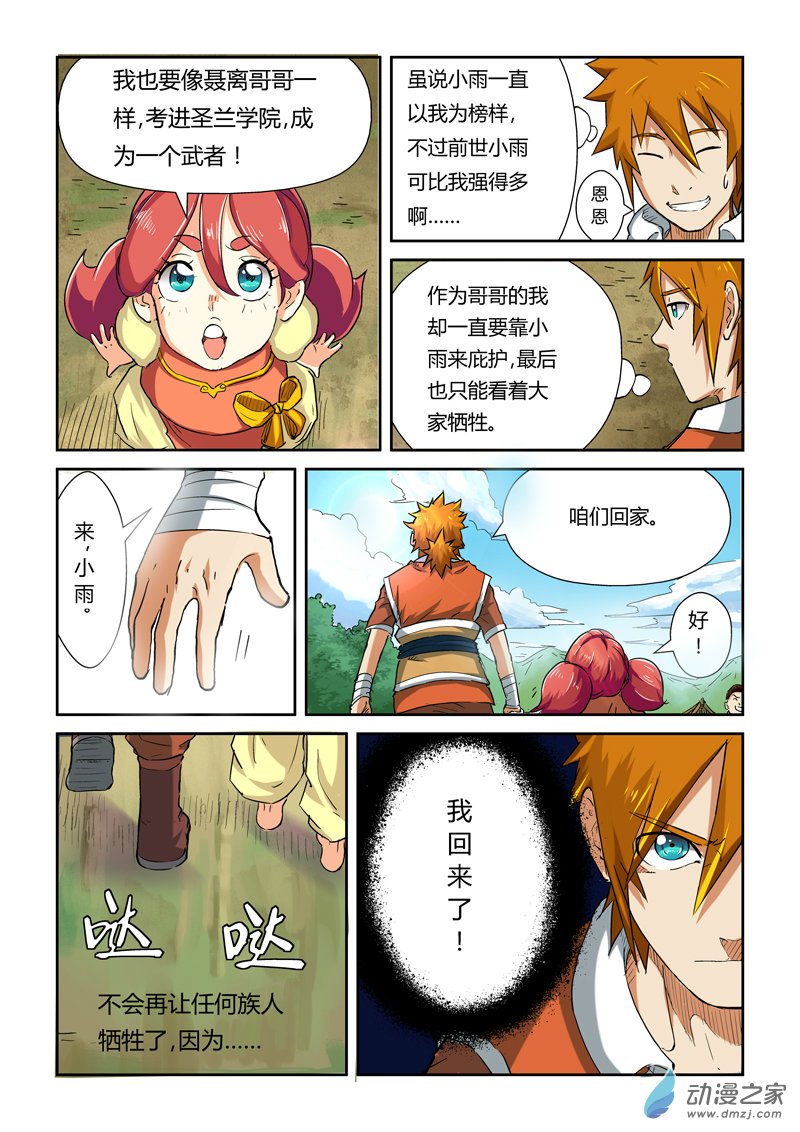 我也要像聂离哥哥一
样,考进圣兰学院,成
为一个武者！
虽说小雨一直
以我为榜样，
不过前世小雨
可比我强得多
啊……
恩恩
作为哥哥的我
却一直要靠小
雨来庇护,最后
也只能看着大
家牺牲。
来,小雨。
咱们回家。
好！
哒 哒
不会再让任何族人
牺牲了,因为……
我回来了！
动漫之家
www.dmzj.com